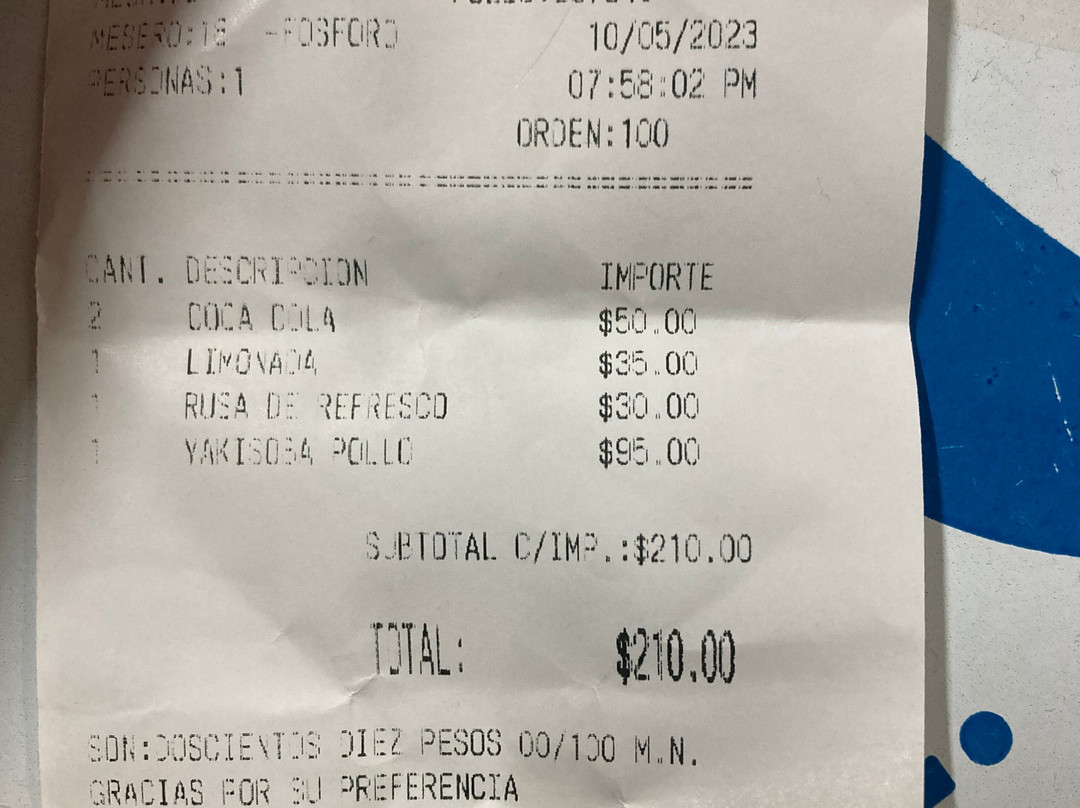 MESERO:18 -FOSFORO 10/05/2023
PERSONAS:1 07:58:02 PM
ORDEN:100
CANT. DESCRIPCION IMPORTE
2 COCA COLA $50.00
1 LIMONADA $35.00
1 RUSA DE REFRESCO $30.00
1 YAKISOBA POLLO $95.00
SUBTOTAL C/IMP.:$210.00
TOTAL: $210.00
SON:DOSCIENTOS DIEZ PESOS 00/100 M.N.
GRACIAS POR SU PREFERENCIA